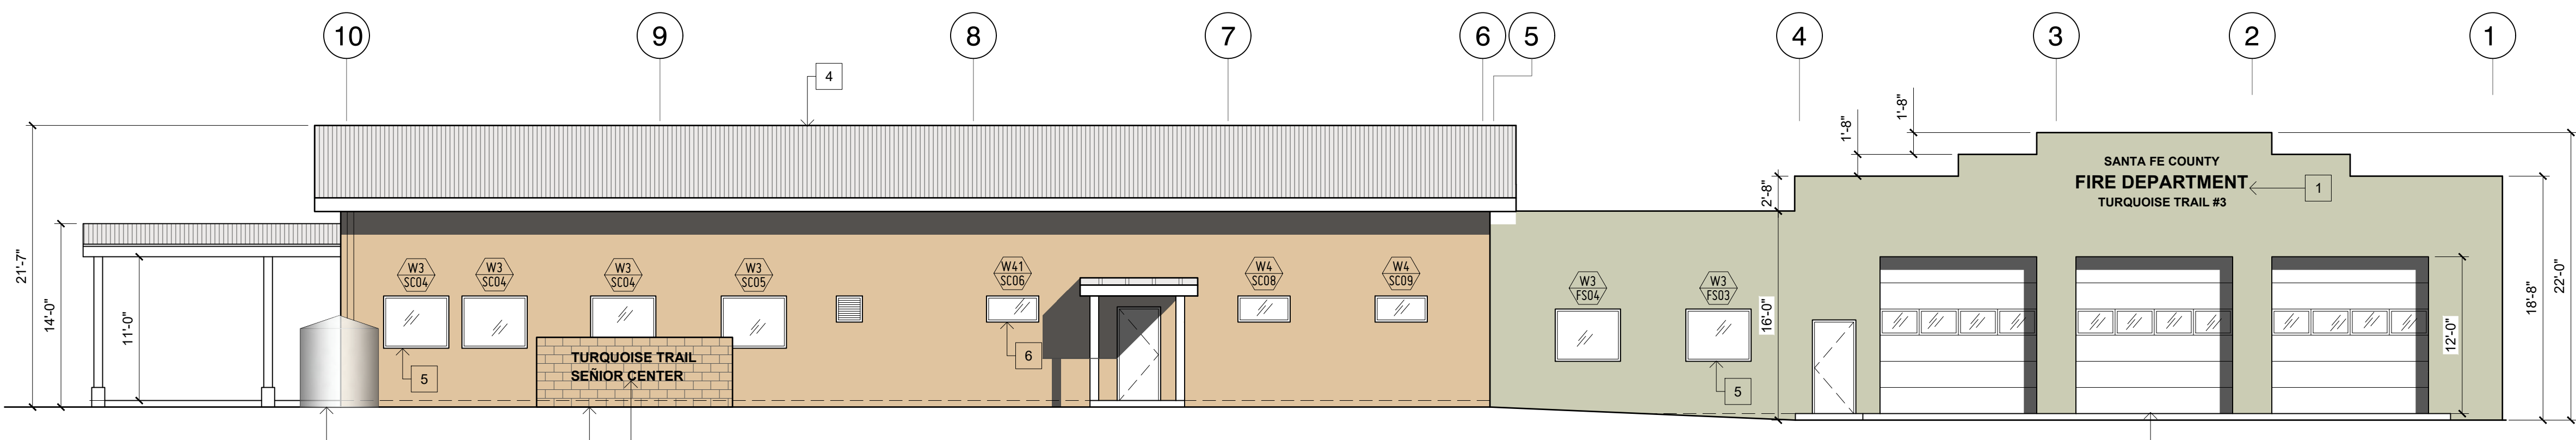 10 9 8 7 6 5 4 3 2 1
4
1'-8"
1'-8"
SANTA FE COUNTY
FIRE DEPARTMENT
TURQUOISE TRAIL #3
1
2'-8"
21'-7"
14'-0"
11'-0"
W3
SC04
W3
SC04
W3
SC04
W3
SC05
W41
SC06
W4
SC08
W4
SC09
W3
FS04
W3
FS03
16'-0"
12'-0"
18'-8"
22'-0"
5
TURQUOISE TRAIL
SEÑIOR CENTER
6
5